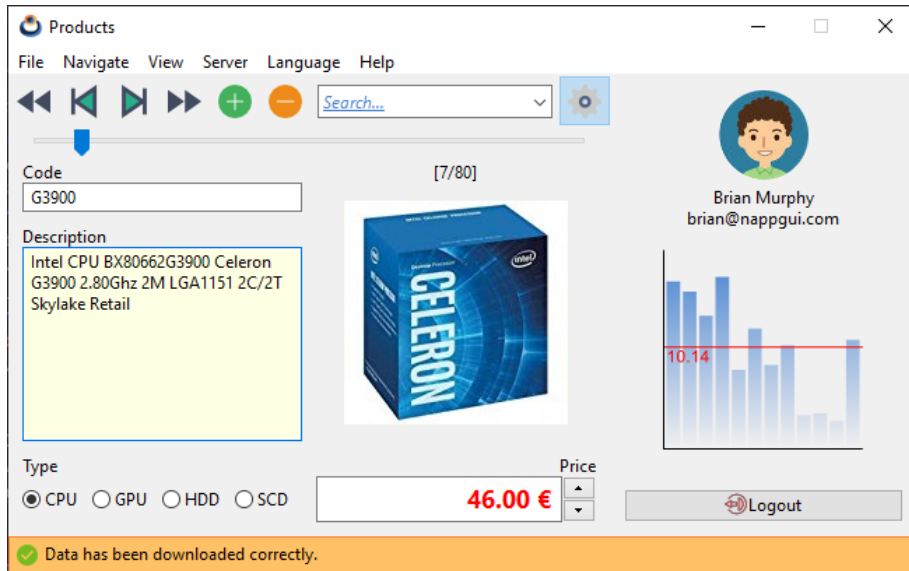 Products
File Navigate View Server Language Help
Search...
Code
[7/80]
G3900
Brian Murphy
brian@nappgui.com
Description
Intel CPU BX80662G3900 Celeron
G3900 2.80Ghz 2M LGA1151 2C/2T
Skylake Retail
intel
CELERON
10.14
Type
Price
CPU GPU HDD SCD
46.00 €
Logout
Data has been downloaded correctly.